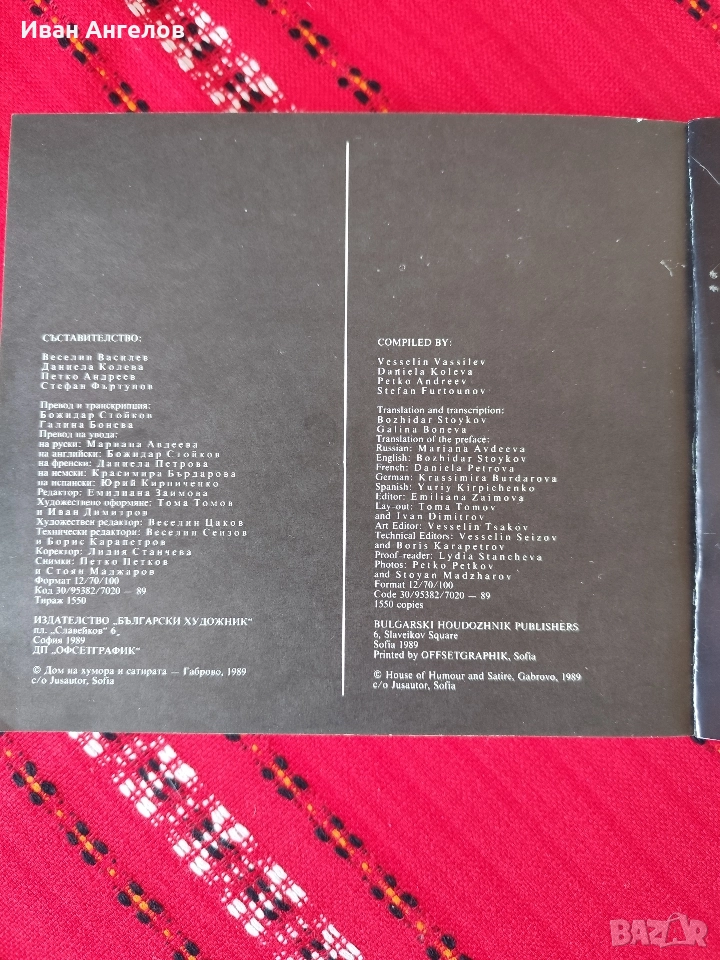 Иван Ангелов
СЪСТАВИТЕЛСТВО:
Веселин Василев
Даниела Колева
Петко Андреев
Стефан Фъртунов
Превод и транскрипция:
Божидар Стойков
Галина Бонева
Превод на увода:
на руски: Мариана Авдеева
на английски: Божидар Стойков
на френски: Даниела Петрова
на немски: Красимира Бърдарова
на испански: Юрий Кирпиченко
Редактор: Емилиана Заимова
Художествено оформяне: Тома Томов
и Иван Димитров
Художествен редактор: Веселин Цаков
Технически редактори: Веселин Сеизов
и Борис Карапетров
Коректор: Лидия Станчева
Снимки: Петко Петков
и Стоян Маджаров
Формат 12/70/100
Код 30/95382/7020 — 89
Тираж 1550
ИЗДАТЕЛСТВО „БЪЛГАРСКИ ХУДОЖНИК“
пл. „Славейков“ 6
София 1989
ДП „ОФСЕТГРАФИК“
© Дом на хумора и сатирата — Габрово, 1989
c/o Jusautor, Sofia
COMPILED BY:
Vesselin Vassilev
Daniela Koleva
Petko Andreev
Stefan Furtounov
Translation and transcription:
Bozhidar Stoykov
Galina Boneva
Translation of the preface:
Russian: Mariana Avdeeva
English: Bozhidar Stoykov
French: Daniela Petrova
German: Krassimira Burdarova
Spanish: Yuriy Kirpichenko
Editor: Emiliana Zaimova
Lay-out: Toma Tomov
and Ivan Dimitrov
Art Editor: Vesselin Tsakov
Technical Editors: Vesselin Seizov
and Boris Karapetrov
Proof-reader: Lydia Stancheva
Photos: Petko Petkov
and Stoyan Madzharov
Format 12/70/100
Code 30/95382/7020 — 89
1550 copies
BULGARSKI HOUDOZHNIK PUBLISHERS
6, Slaveikov Square
Sofia 1989
Printed by OFFSETGRAPHIK, Sofia
© House of Humour and Satire, Gabrovo, 1989
c/o Jusautor, Sofia
BAZAR